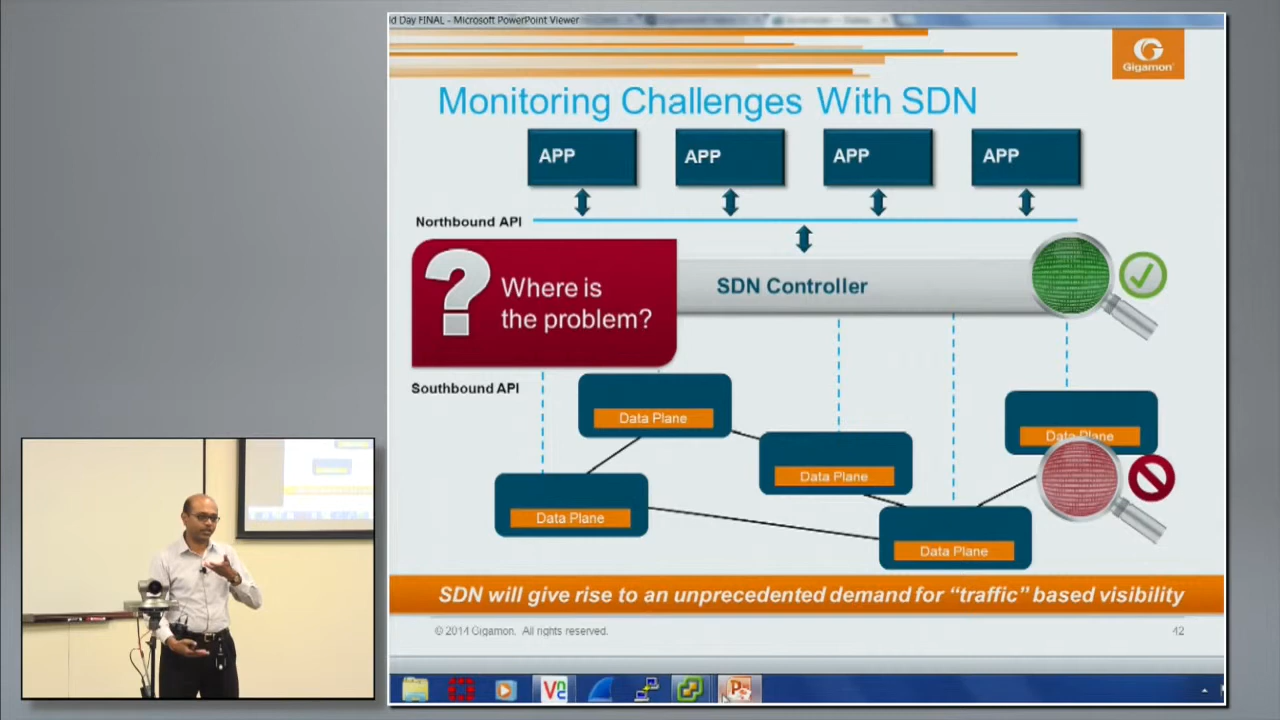 d Day FINAL - Microsoft PowerPoint Viewer
Gigamon
Monitoring Challenges With SDN
APP
APP
APP
APP
Northbound API
Where is
the problem?
SDN Controller
Southbound API
Data Plane
Data Plane
Data Plane
Data Plane
Data Plane
SDN will give rise to an unprecedented demand for “traffic” based visibility
© 2014 Gigamon. All rights reserved.
42